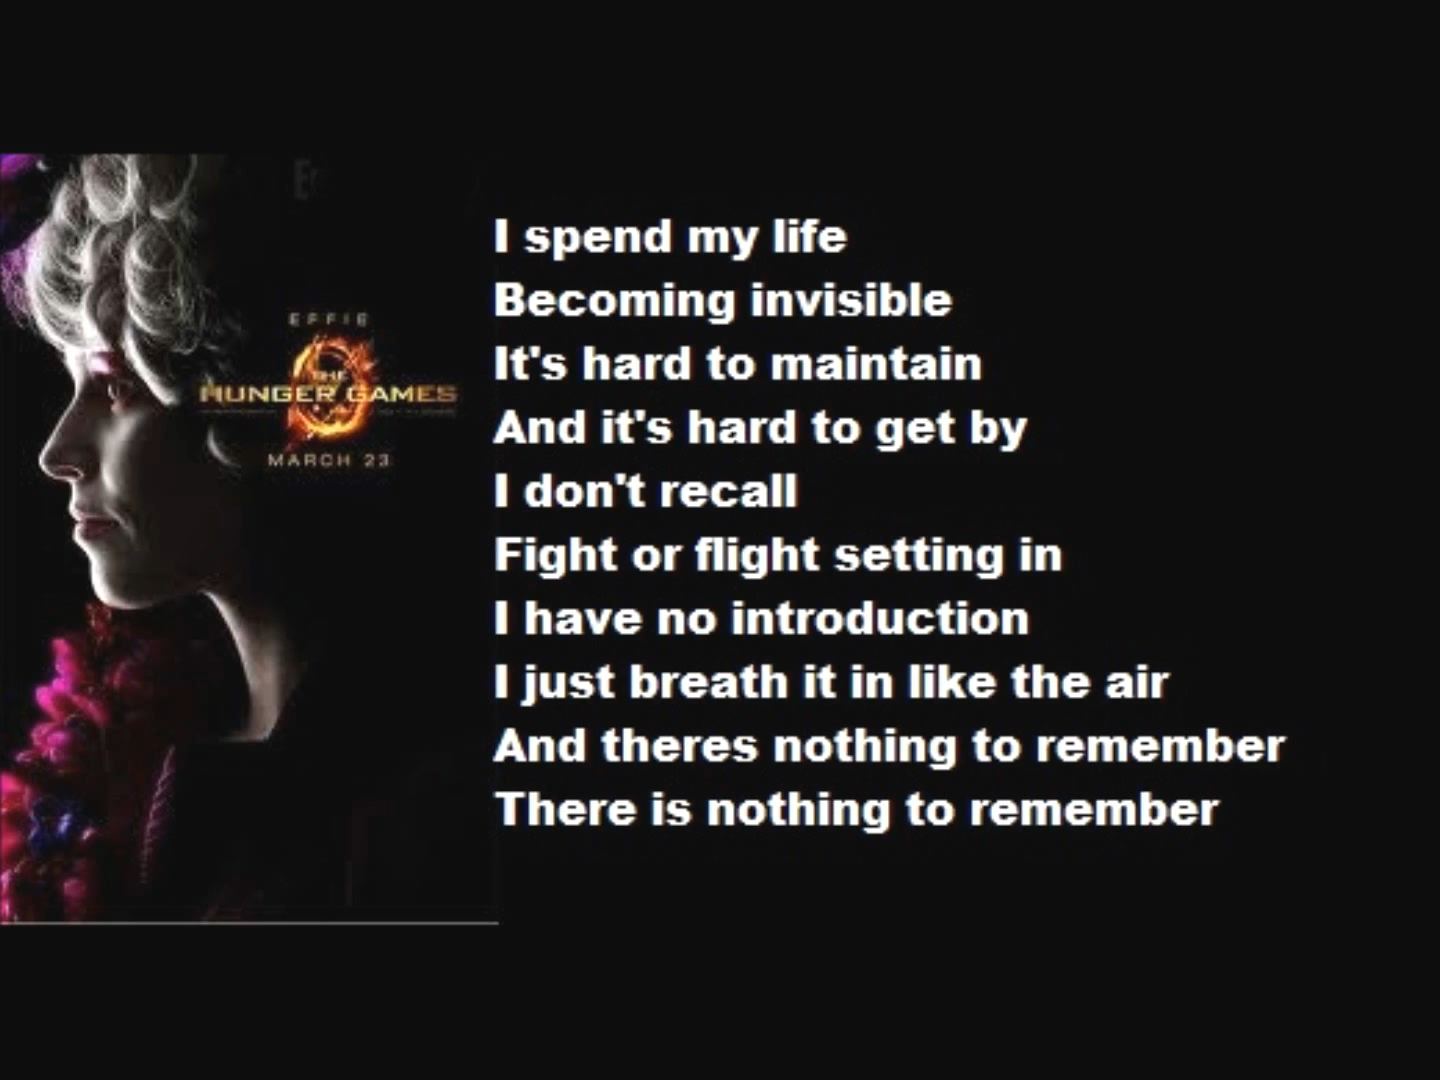 EFFIE
THE
HUNGER GAMES
MARCH 23
I spend my life
Becoming invisible
It's hard to maintain
And it's hard to get by
I don't recall
Fight or flight setting in
I have no introduction
I just breath it in like the air
And theres nothing to remember
There is nothing to remember